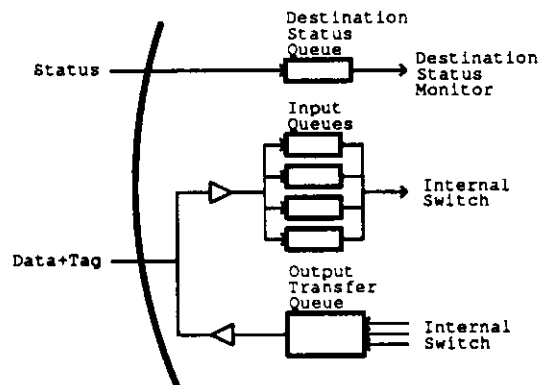 Destination
Status
Queue
Status
Destination
Status
Monitor
Input
Queues
Internal
Switch
Data+Tag
Output
Transfer
Queue
Internal
Switch